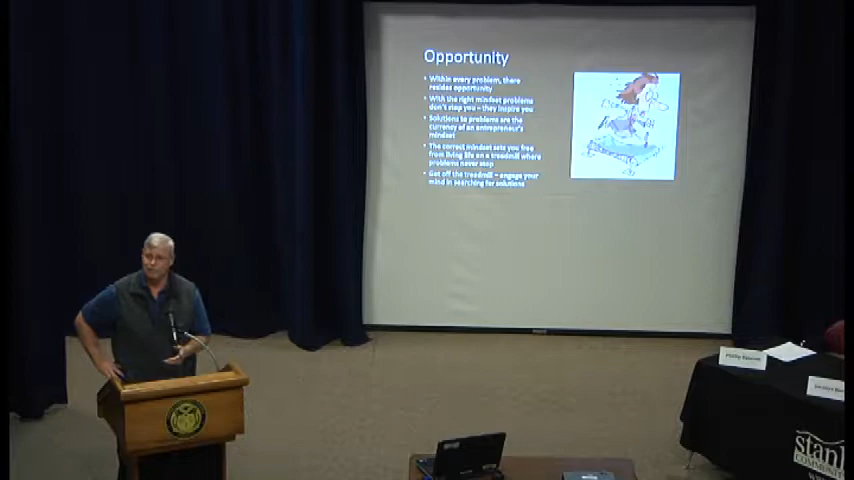 Opportunity
• Within every problem, there
resides opportunity
• With the right mindset problems
don't stop you – they inspire you
• Solutions to problems are the
currency of an entrepreneur's
mindset
• The correct mindset sets you free
from living life on a treadmill where
problems never stop
• Get off the treadmill – engage your
mind in searching for solutions
stanl
COMMUNIT